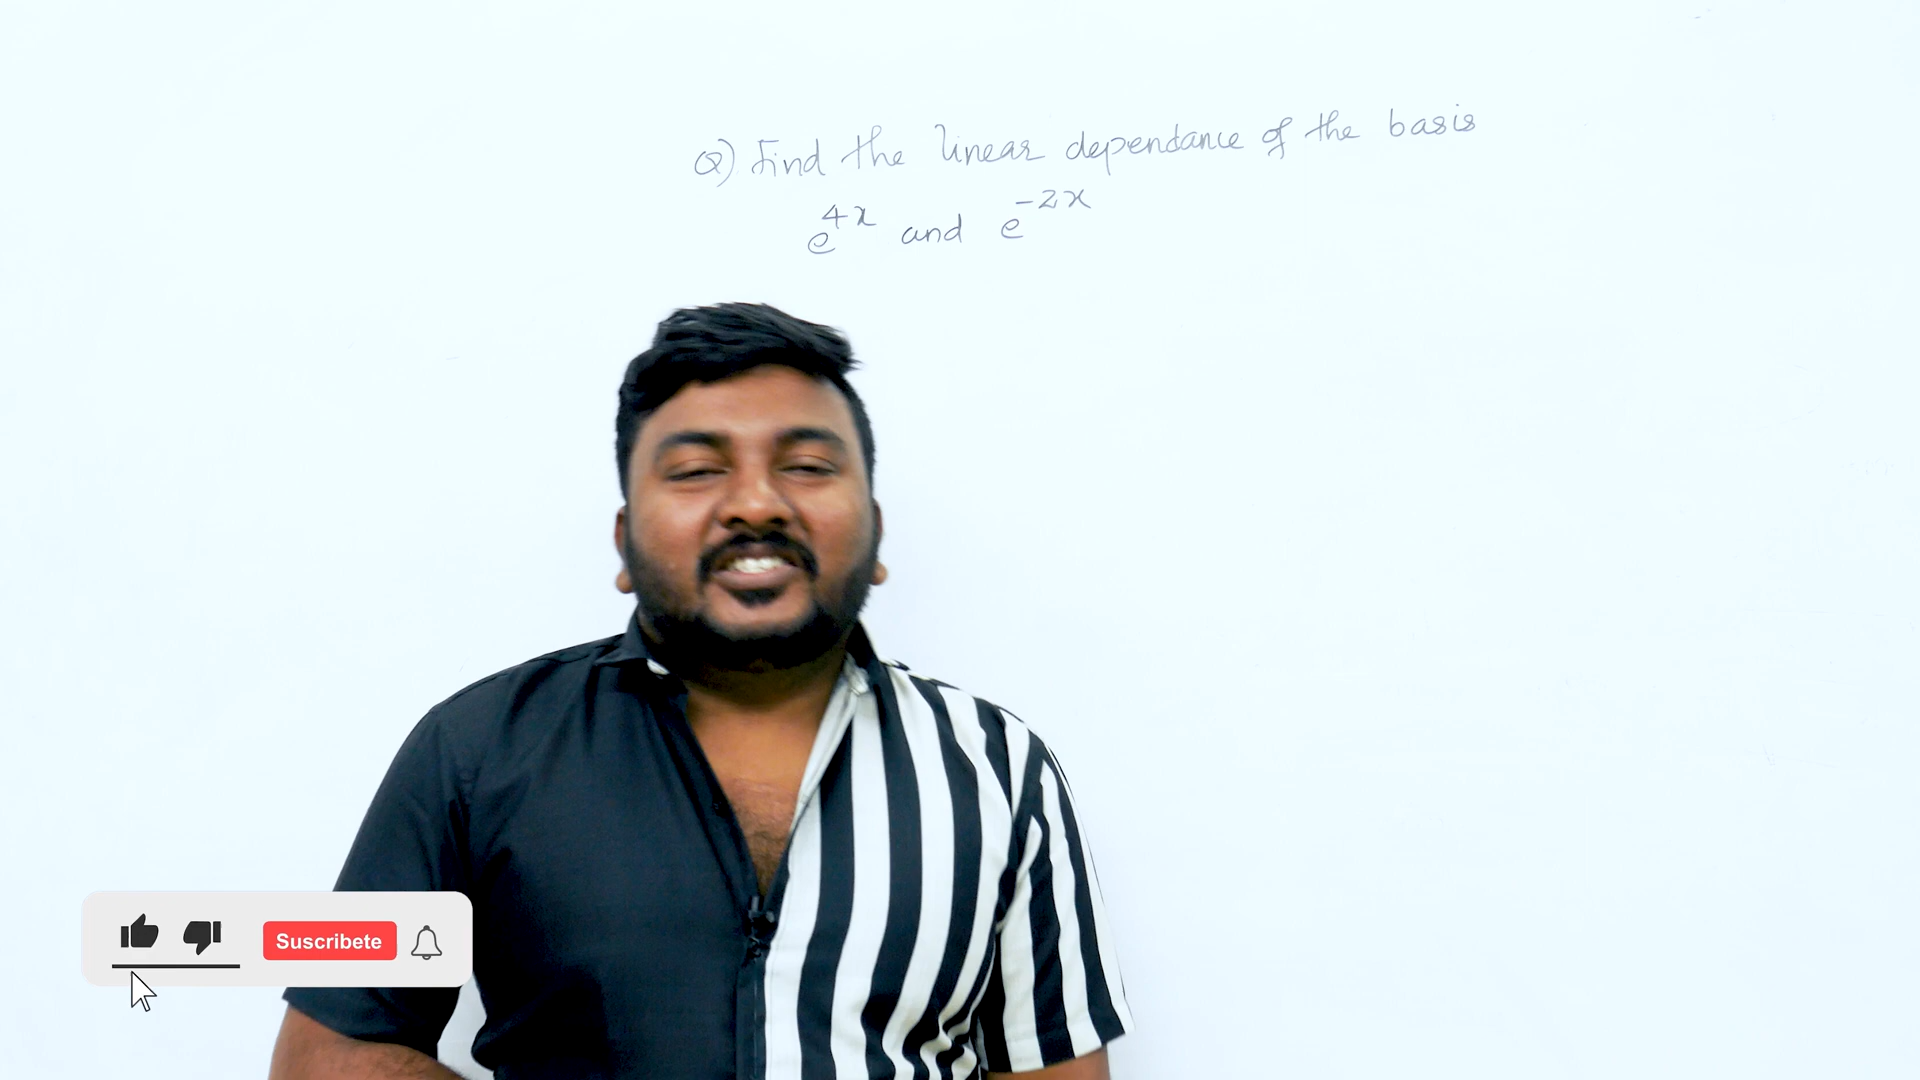 Q) Find the linear dependance of the basis
e^4x and e^-2x
Suscribete